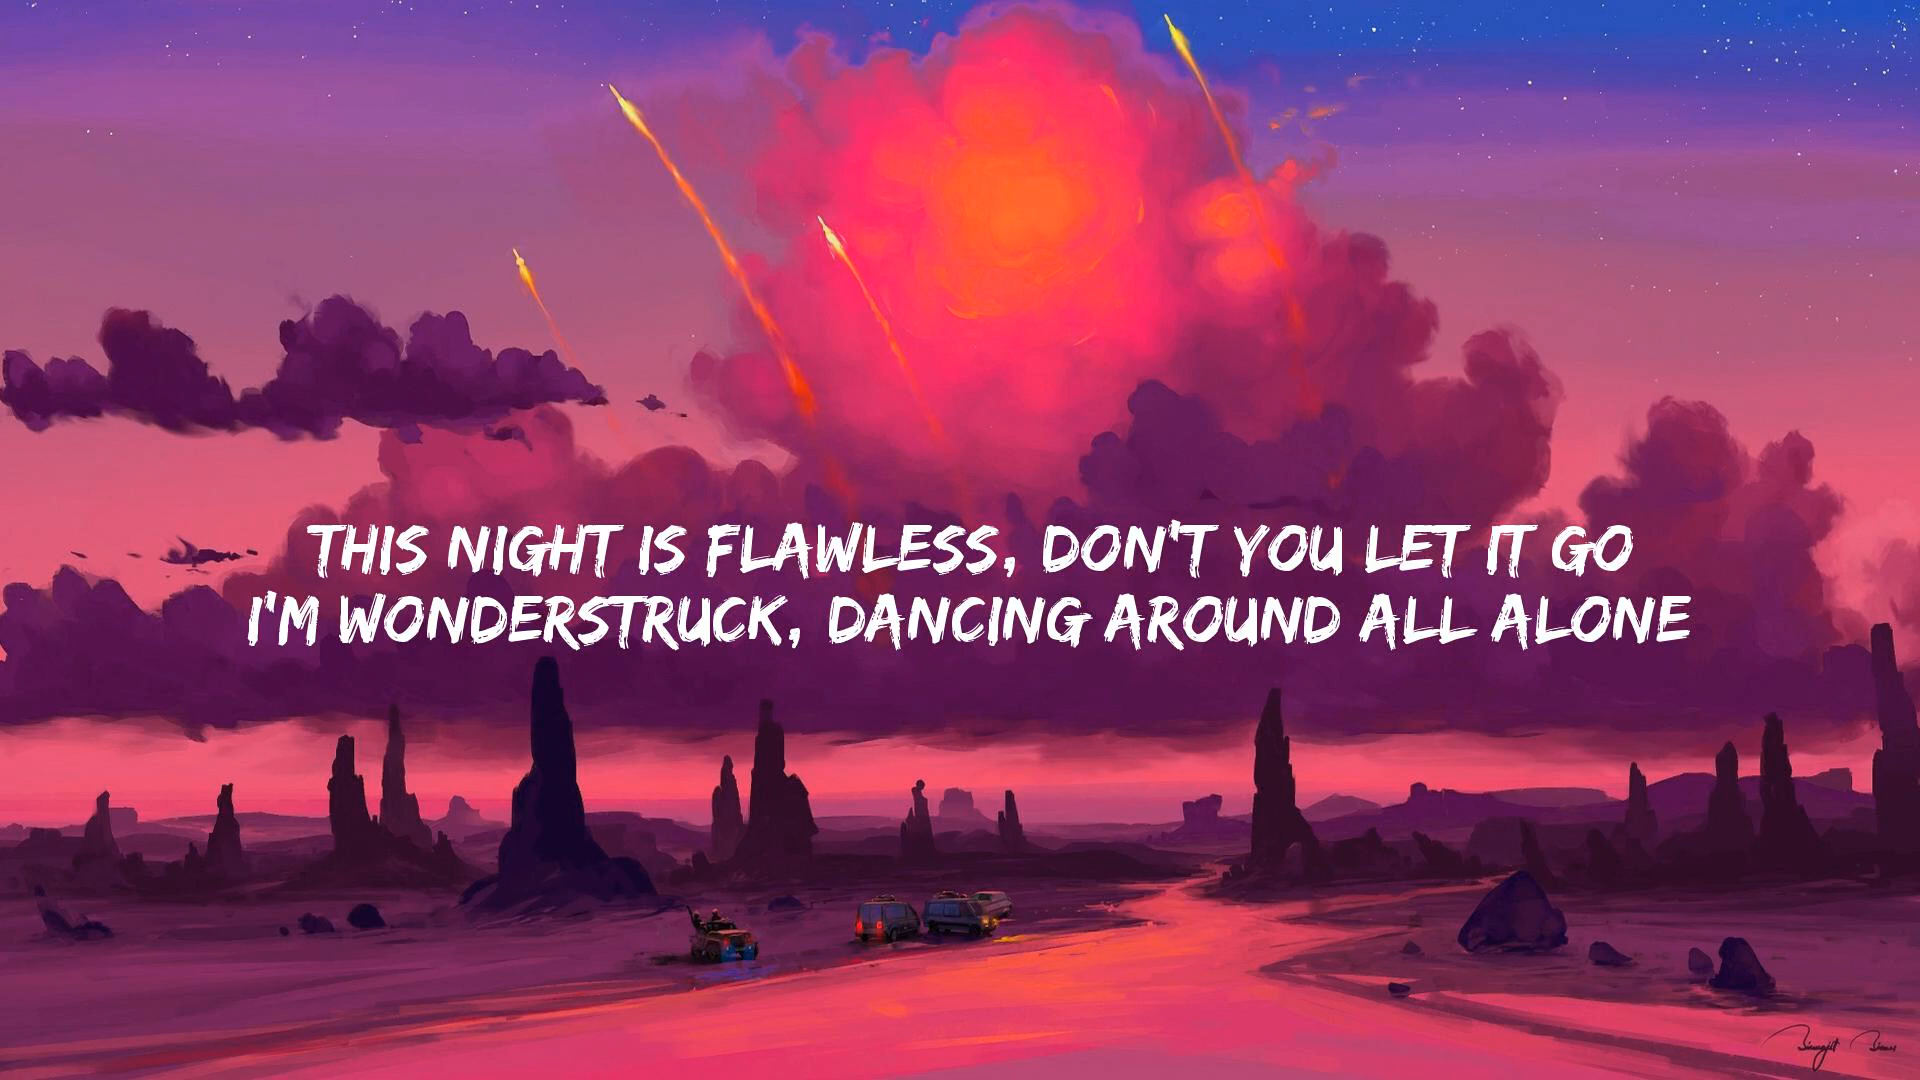 THIS NIGHT IS FLAWLESS, DON'T YOU LET IT GO
I'M WONDERSTRUCK, DANCING AROUND ALL ALONE